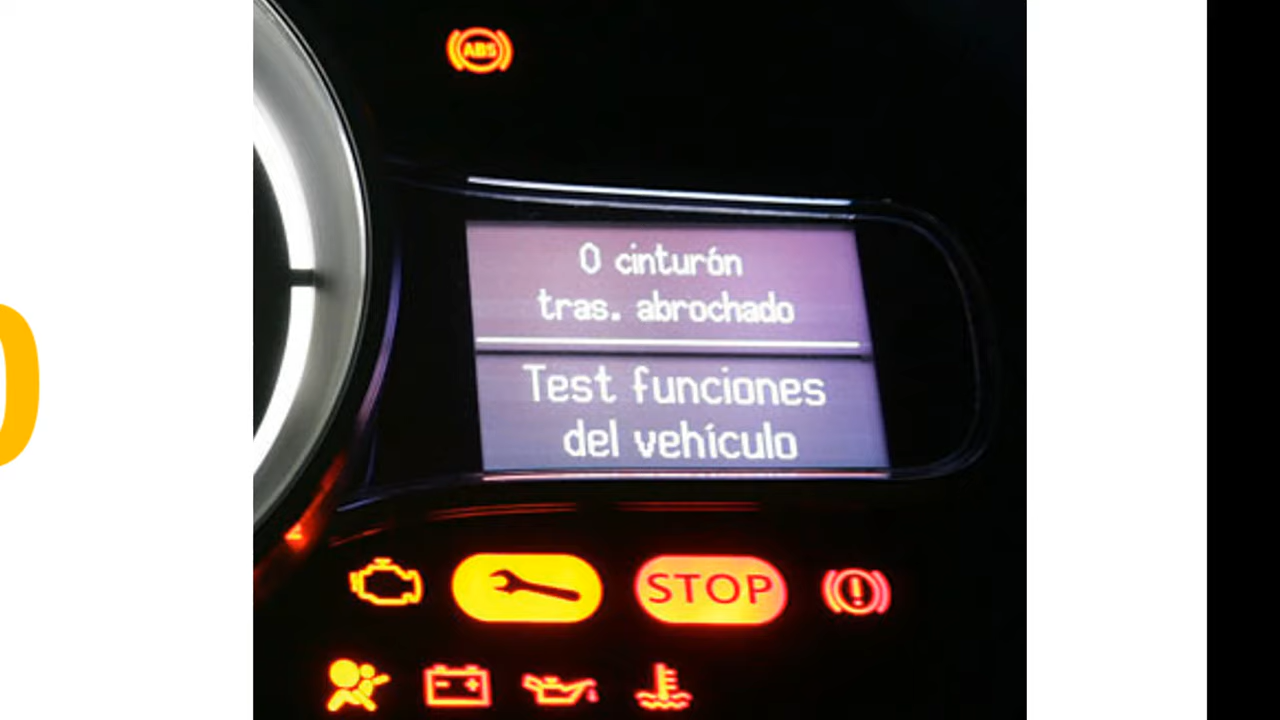 ABS
0 cinturón
tras. abrochado
Test funciones
del vehículo
STOP